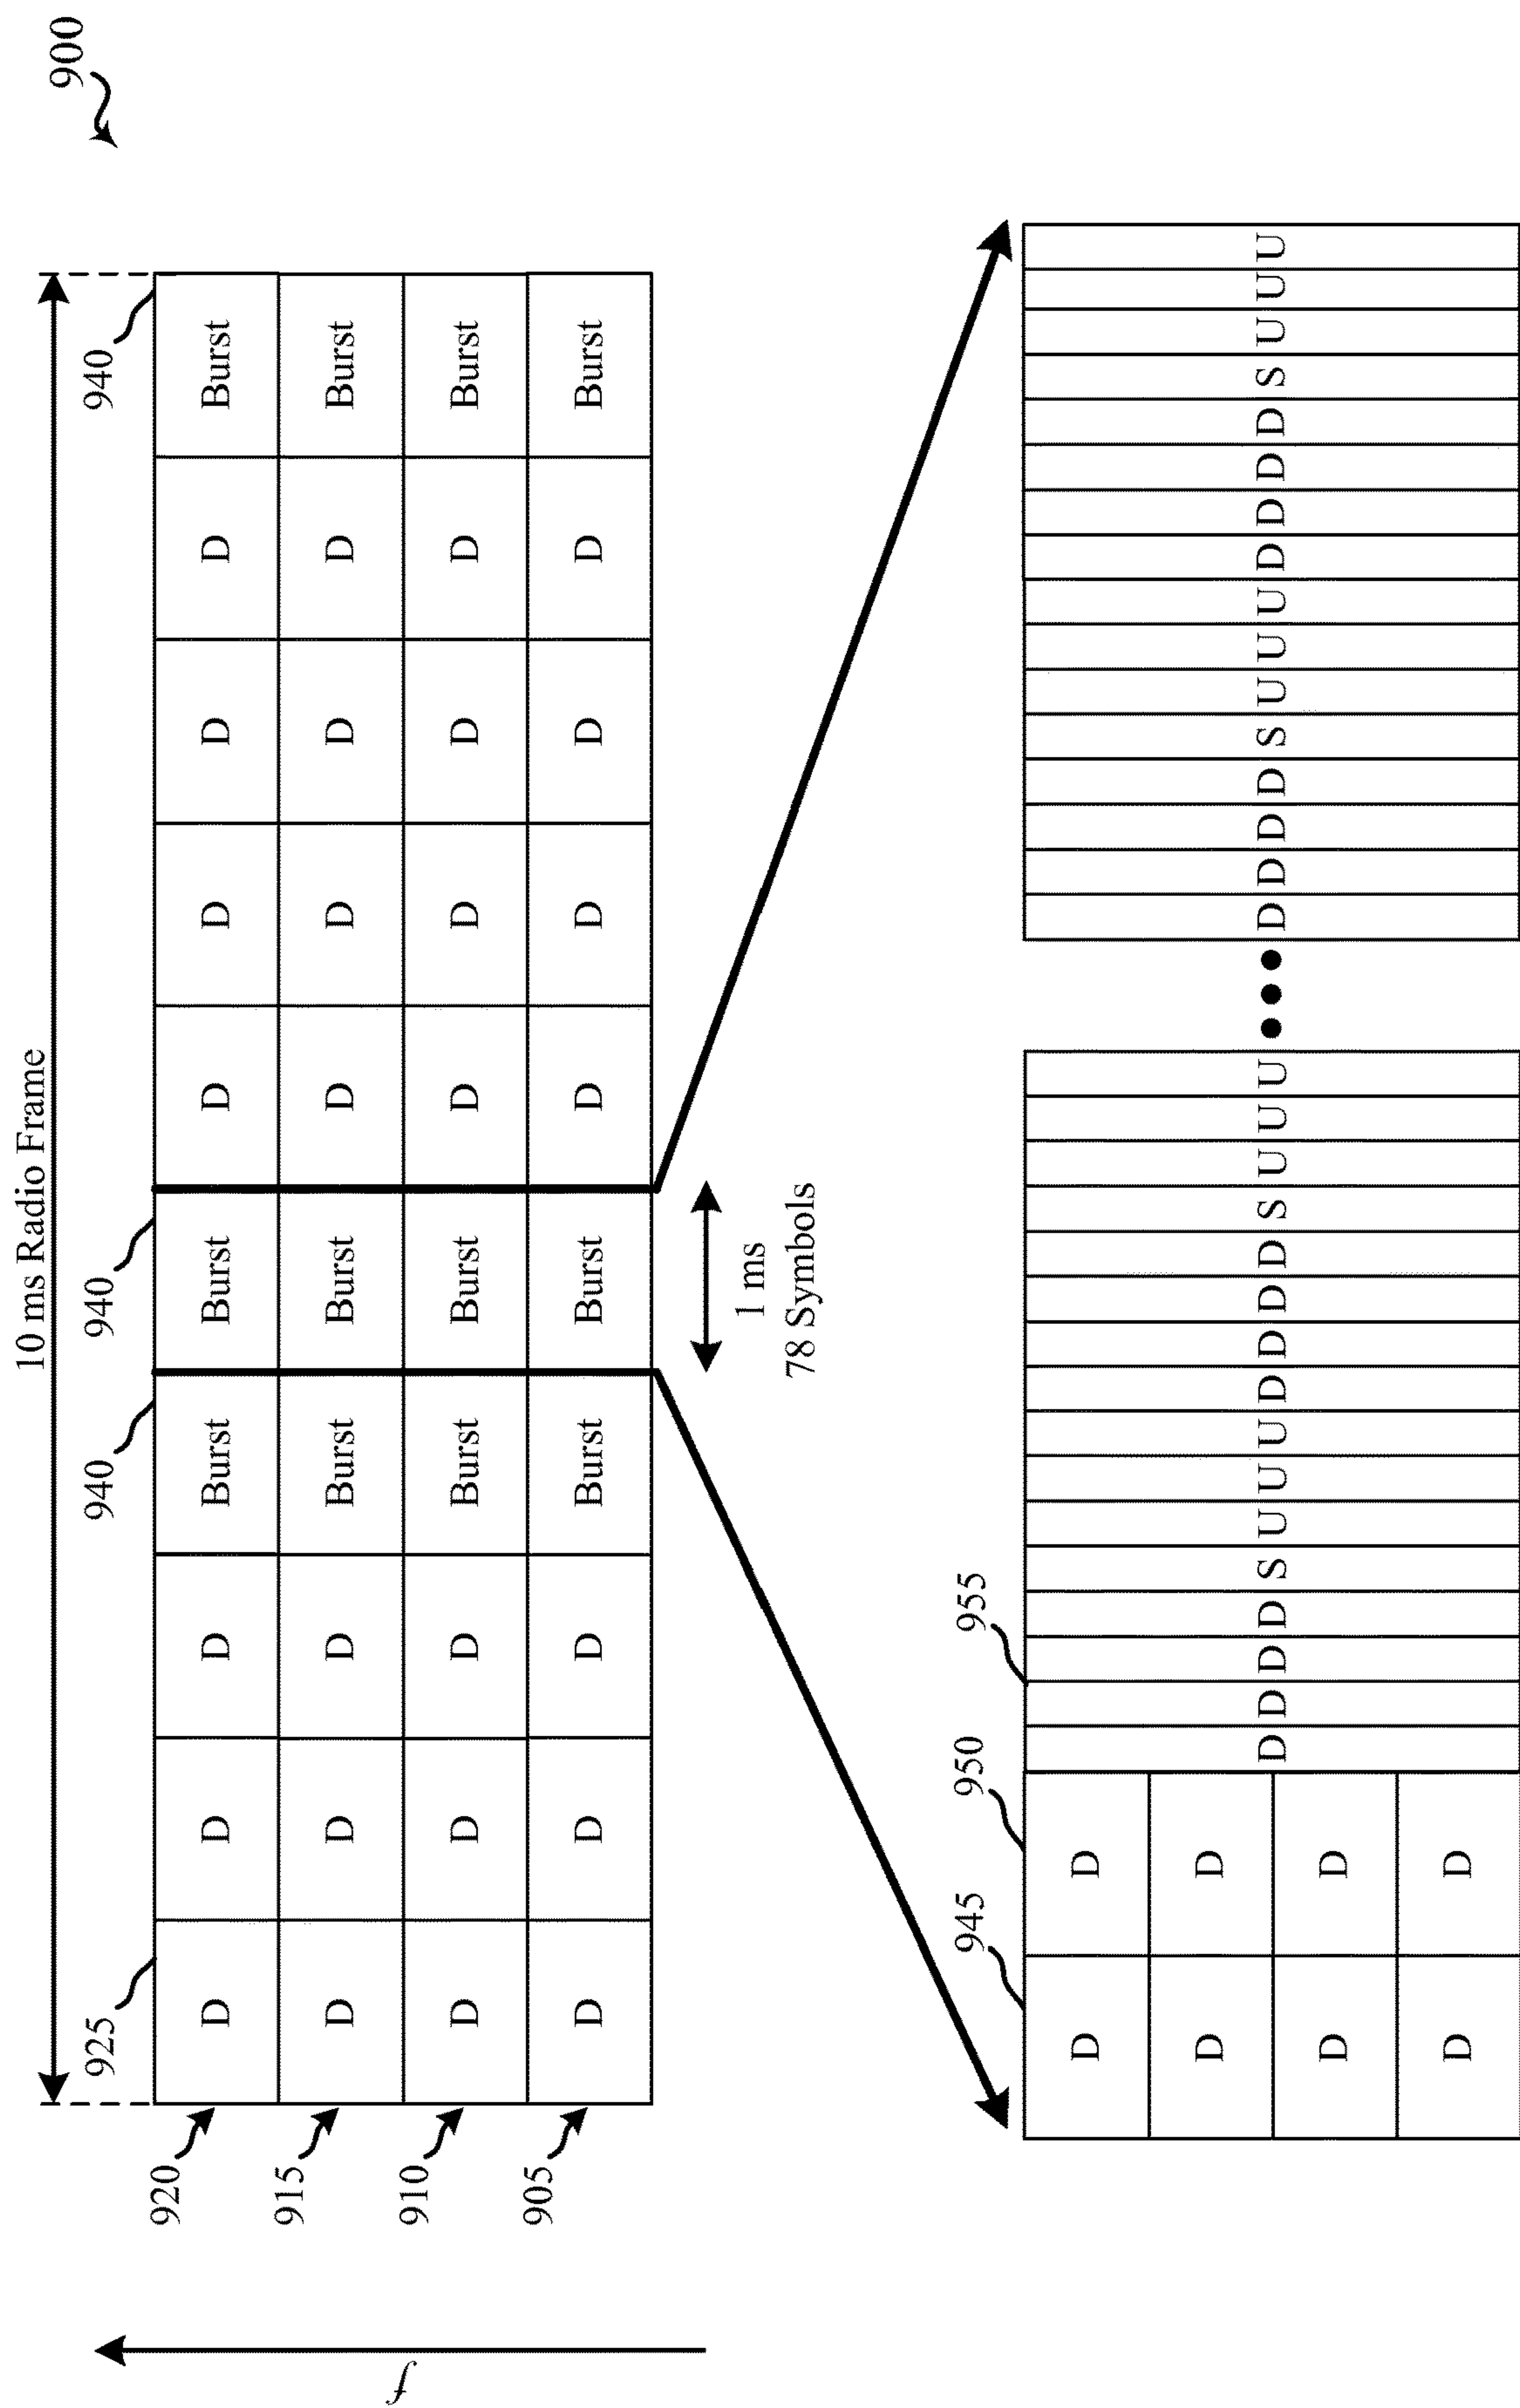 900
10 ms Radio Frame
925 940 940 940
920 D D D Burst Burst D D D D Burst
915 D D D Burst Burst D D D D Burst
910 D D D Burst Burst D D D D Burst
905 D D D Burst Burst D D D D Burst
f
1 ms
78 Symbols
945 950 955
D D
D D
D D D D S U U U D D D D S U U U ••• D D D D S U U U D D D D S U U U
D D
D D